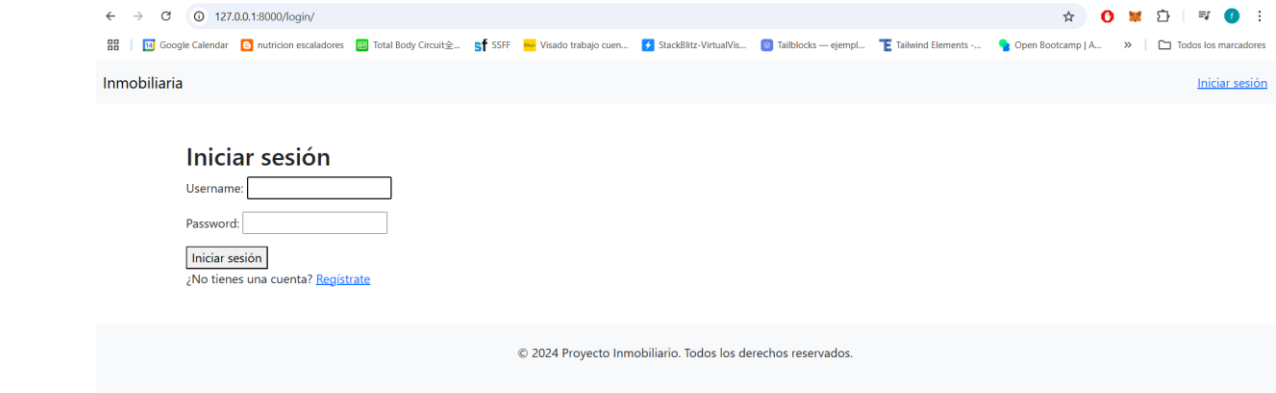 127.0.0.1:8000/login/
Google Calendar nutricion escaladores Total Body Circuit全... SSFF Visado trabajo cuen... StackBlitz-VirtualVis... Tailblocks — ejempl... Tailwind Elements -... Open Bootcamp | A... » Todos los marcadores
Inmobiliaria Iniciar sesión
Iniciar sesión
Username:
Password:
Iniciar sesión
¿No tienes una cuenta? Regístrate
© 2024 Proyecto Inmobiliario. Todos los derechos reservados.